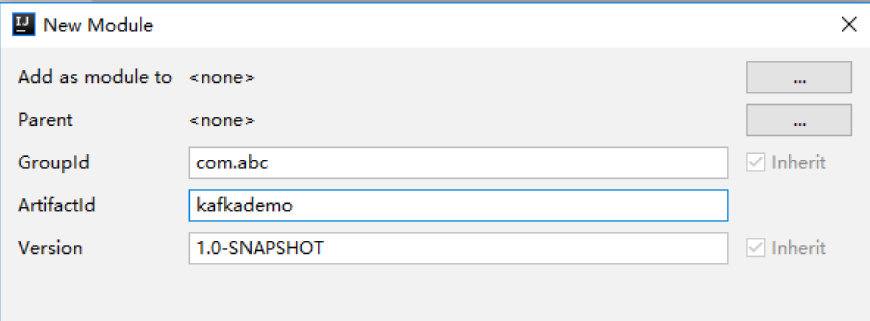 IJ New Module
Add as module to <none> ...
Parent <none> ...
GroupId com.abc Inherit
ArtifactId kafkademo
Version 1.0-SNAPSHOT Inherit